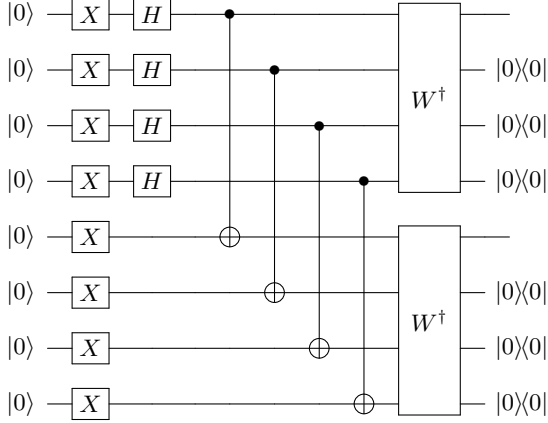 |0⟩ X H
|0⟩ X H |0⟩⟨0|
|0⟩ X H W† |0⟩⟨0|
|0⟩ X H |0⟩⟨0|
|0⟩ X
|0⟩ X |0⟩⟨0|
|0⟩ X W† |0⟩⟨0|
|0⟩ X |0⟩⟨0|